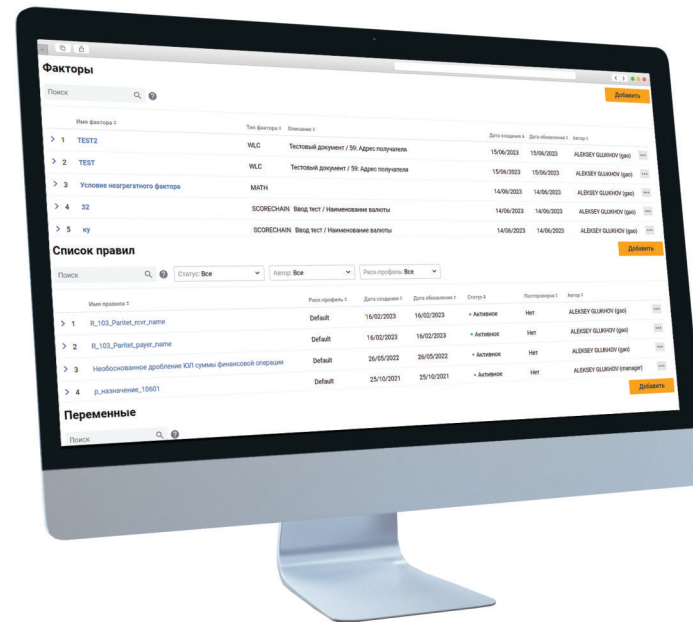 Факторы
Добавить
Поиск
Имя фактора Тип фактора Описание Дата создания Дата обновления Автор
1 TEST2 WLC Тестовый документ / 59: Адрес получателя 15/06/2023 15/06/2023 ALEKSEY GLUKHOV (gao)
2 TEST WLC Тестовый документ / 59: Адрес получателя 15/06/2023 15/06/2023 ALEKSEY GLUKHOV (gao)
3 Условие неагрегатного фактора MATH 14/06/2023 14/06/2023 ALEKSEY GLUKHOV (gao)
4 32 SCORECHAIN Ввод тест / Наименование валюты 14/06/2023 14/06/2023 ALEKSEY GLUKHOV (gao)
5 ку SCORECHAIN Ввод тест / Наименование валюты 14/06/2023 14/06/2023 ALEKSEY GLUKHOV (gao)
Список правил
Добавить
Поиск Статус: Все Автор: Все Риск-профиль: Все
Имя правила Риск-профиль Дата создания Дата обновления Статус Постпроверка Автор
1 R_103_Paritet_rcvr_name Default 16/02/2023 16/02/2023 Активное Нет ALEKSEY GLUKHOV (gao)
2 R_103_Paritet_payer_name Default 16/02/2023 16/02/2023 Активное Нет ALEKSEY GLUKHOV (gao)
3 Необоснованное дробление ЮЛ суммы финансовой операции Default 26/05/2022 26/05/2022 Активное Нет ALEKSEY GLUKHOV (gao)
4 р_назначение_10601 Default 25/10/2021 25/10/2021 Активное Нет ALEKSEY GLUKHOV (manager)
Переменные
Добавить
Поиск